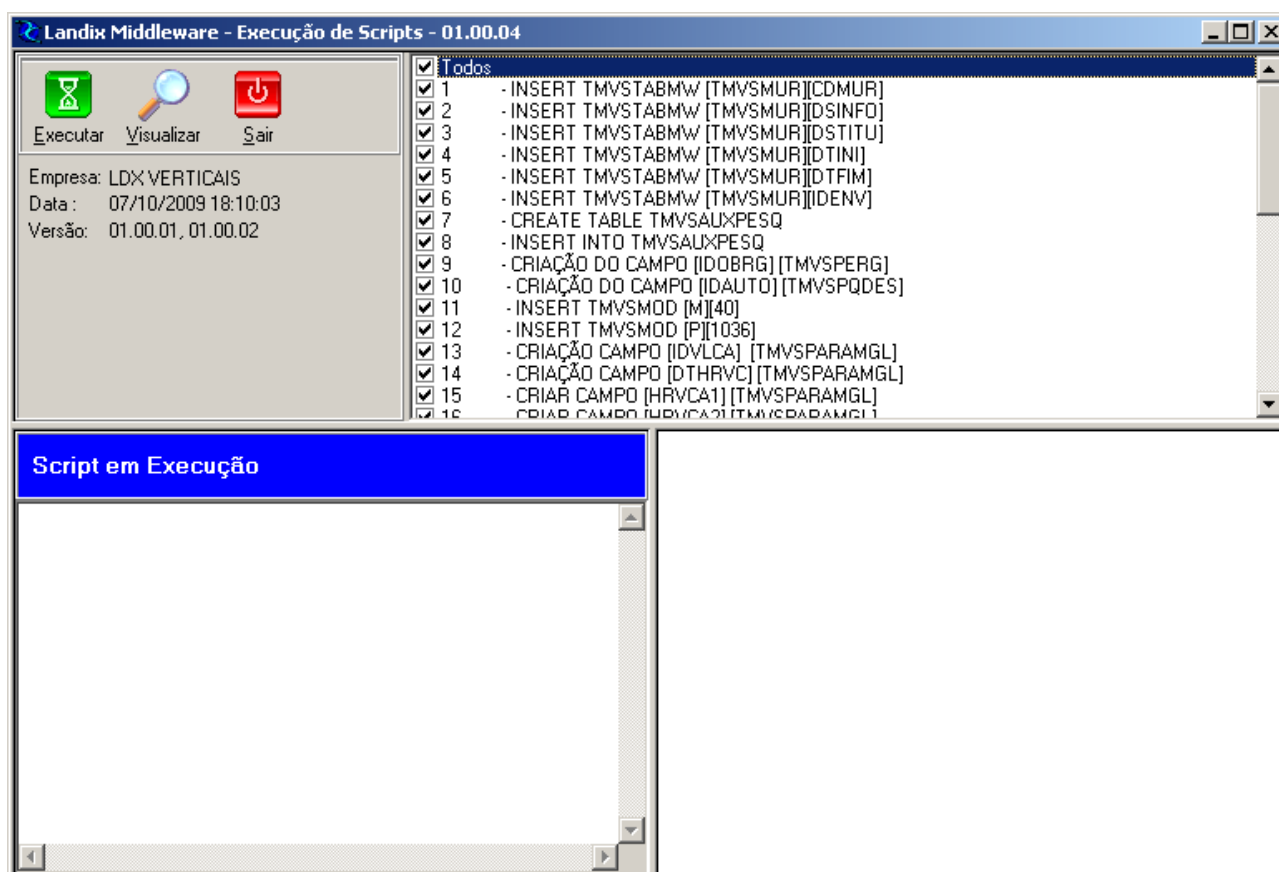 Landix Middleware - Execução de Scripts - 01.00.04
Executar Visualizar Sair
Empresa: LDX VERTICAIS
Data : 07/10/2009 18:10:03
Versão: 01.00.01, 01.00.02
Todos
1 - INSERT TMVSTABMW [TMVSMUR][CDMUR]
2 - INSERT TMVSTABMW [TMVSMUR][DSINFO]
3 - INSERT TMVSTABMW [TMVSMUR][DSTITU]
4 - INSERT TMVSTABMW [TMVSMUR][DTINI]
5 - INSERT TMVSTABMW [TMVSMUR][DTFIM]
6 - INSERT TMVSTABMW [TMVSMUR][IDENV]
7 - CREATE TABLE TMVSAUXPESQ
8 - INSERT INTO TMVSAUXPESQ
9 - CRIAÇÃO DO CAMPO [IDOBRG] [TMVSPERG]
10 - CRIAÇÃO DO CAMPO [IDAUTO] [TMVSPQDES]
11 - INSERT TMVSMOD [M][40]
12 - INSERT TMVSMOD [P][1036]
13 - CRIAÇÃO CAMPO [IDVLCA] [TMVSPARAMGL]
14 - CRIAÇÃO CAMPO [DTHRVC] [TMVSPARAMGL]
15 - CRIAR CAMPO [HRVCA1] [TMVSPARAMGL]
16 - CRIAR CAMPO [HRVCA2] [TMVSPARAMGL]
Script em Execução